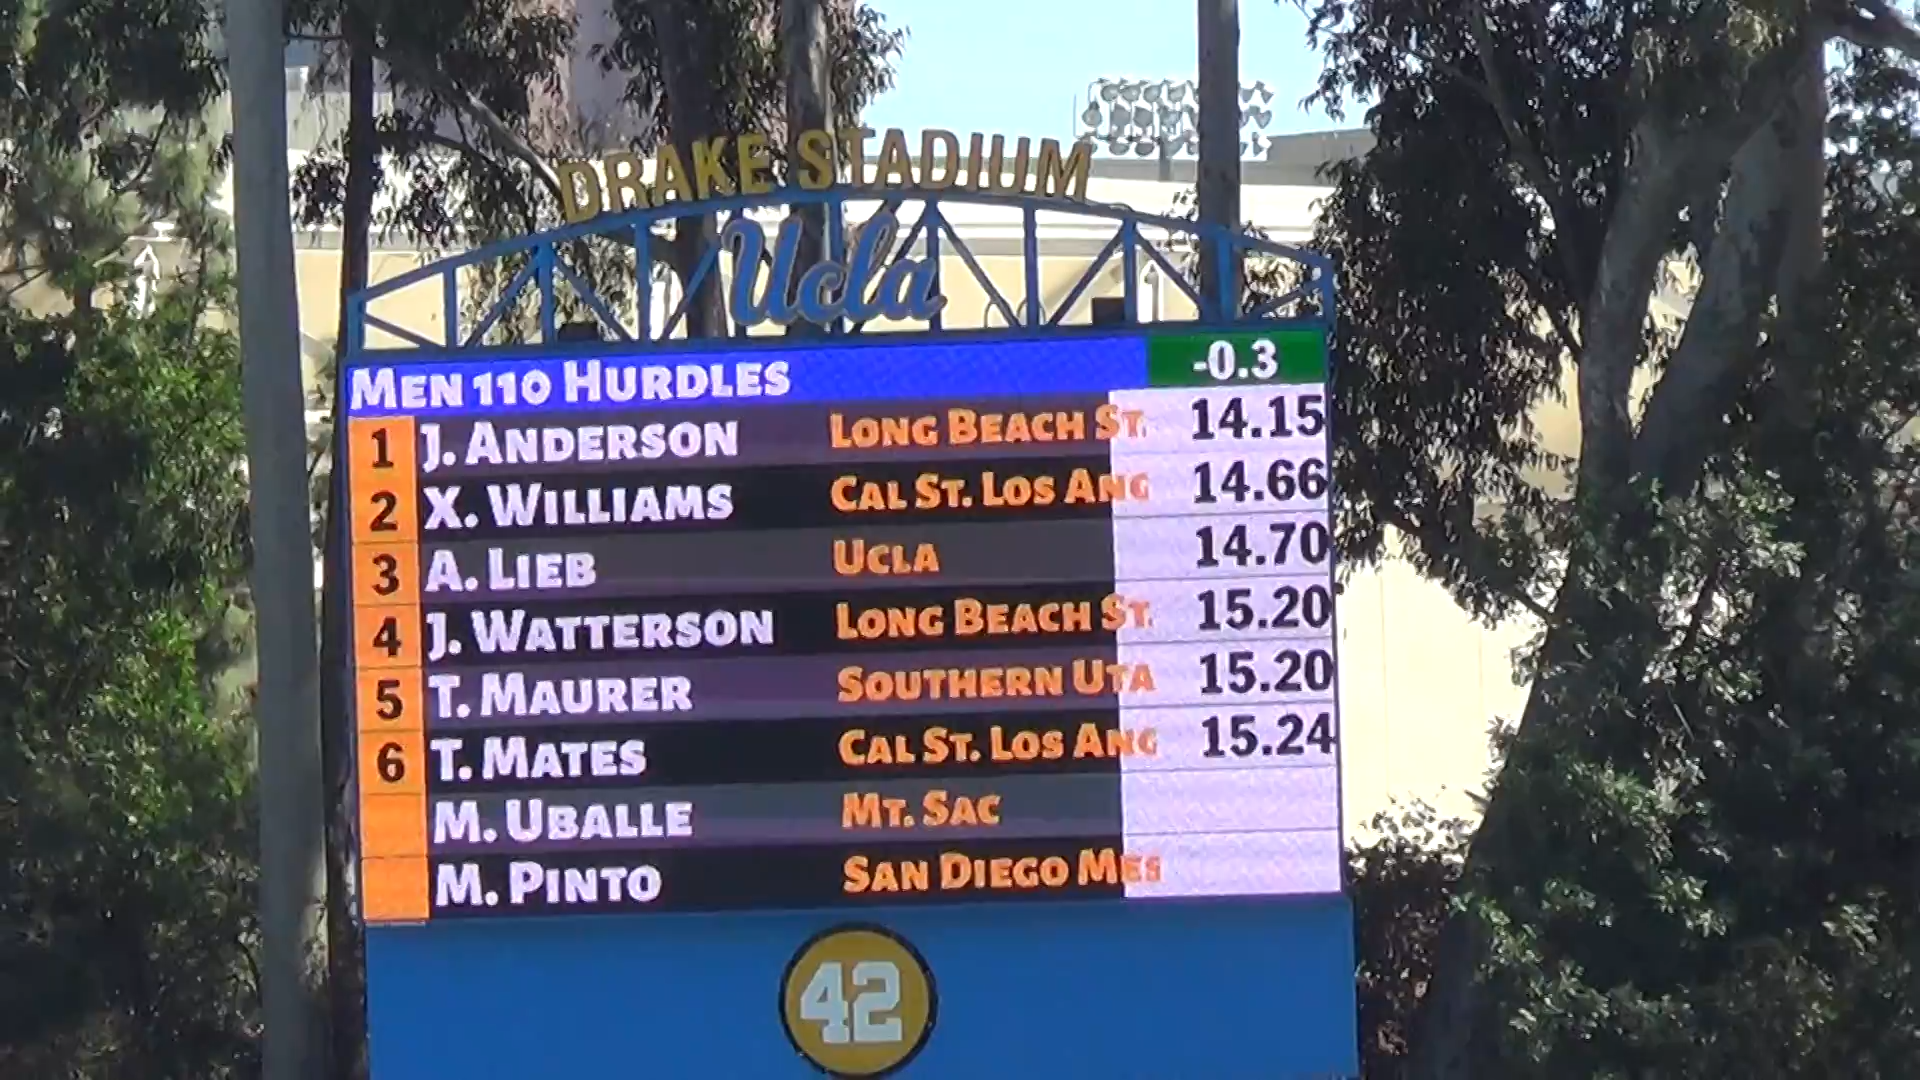 DRAKE STADIUM
Ucla
MEN 110 HURDLES -0.3
1 J. ANDERSON LONG BEACH ST. 14.15
2 X. WILLIAMS CAL ST. LOS ANG 14.66
3 A. LIEB UCLA 14.70
4 J. WATTERSON LONG BEACH ST. 15.20
5 T. MAURER SOUTHERN UTA 15.20
6 T. MATES CAL ST. LOS ANG 15.24
M. UBALLE MT. SAC
M. PINTO SAN DIEGO MES
42